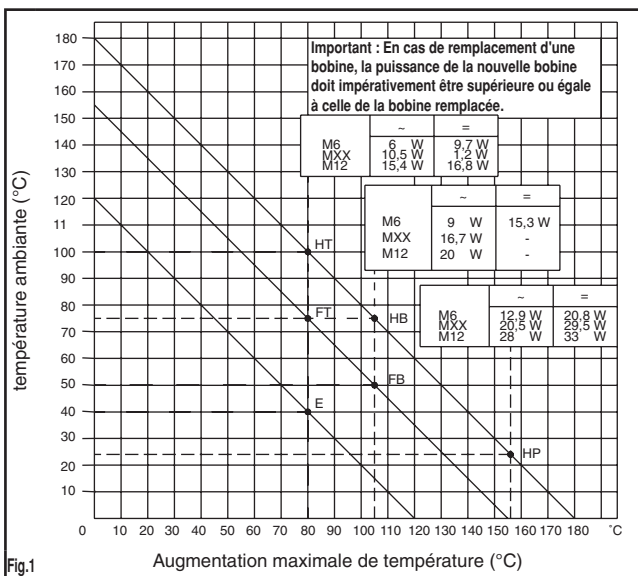 Important : En cas de remplacement d'une
bobine, la puissance de la nouvelle bobine
doit impérativement être supérieure ou égale
à celle de la bobine remplacée.
~ =
M6 6 W 9,7 W
MXX 10,5 W 1,2 W
M12 15,4 W 16,8 W
~ =
M6 9 W 15,3 W
MXX 16,7 W -
M12 20 W -
~ =
M6 12,9 W 20,8 W
MXX 20,5 W 29,5 W
M12 28 W 33 W
température ambiante (°C)
180
170
160
150
140
130
120
11
100
90
80
75
70
60
50
40
30
20
10
HT
FT
HB
E
FB
HP
0 10 20 30 40 50 60 70 80 90 100 110 120 130 140 150 160 170 180 °C
Augmentation maximale de température (°C)
Fig.1